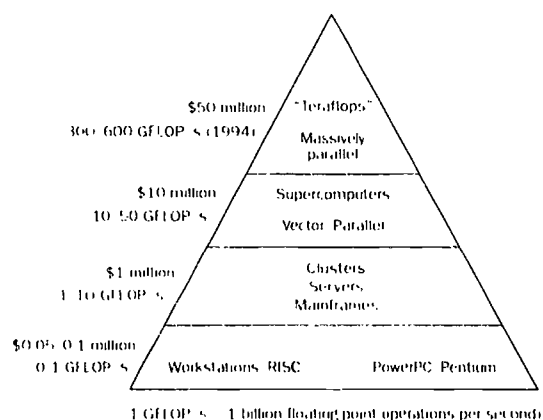 $50 million
300 600 GFLOP s (1994)
"Teraflops"
Massively
parallel
$10 million
10 50 GFLOP s
Supercomputers
Vector Parallel
$1 million
1 10 GFLOP s
Clusters
Servers
Mainframes
$0.05 0.1 million
0.1 GFLOP s
Workstations RISC
PowerPC Pentium
1 GFLOP s 1 billion floating point operations per second